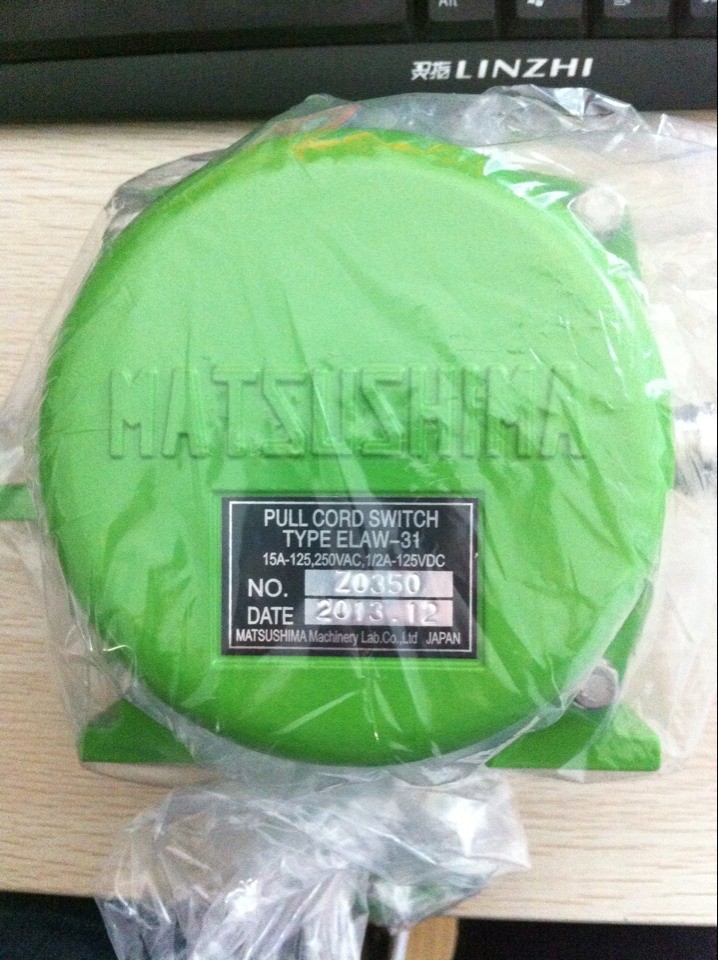 Alt
灵指LINZHI
MATSUSHIMA
PULL CORD SWITCH
TYPE ELAW-31
15A-125,250VAC,1/2A-125VDC
NO. Z0350
DATE 2013.12
MATSUSHIMA Machinery Lab.Co.,Ltd JAPAN